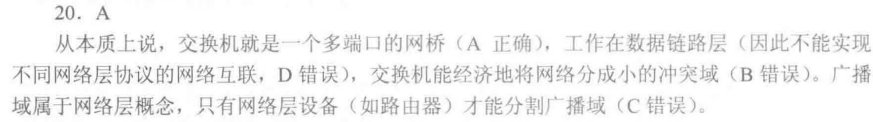 20. A
从本质上说，交换机就是一个多端口的网桥（A 正确），工作在数据链路层（因此不能实现
不同网络层协议的网络互联，D 错误），交换机能经济地将网络分成小的冲突域（B 错误）。广播
域属于网络层概念，只有网络层设备（如路由器）才能分割广播域（C 错误）。